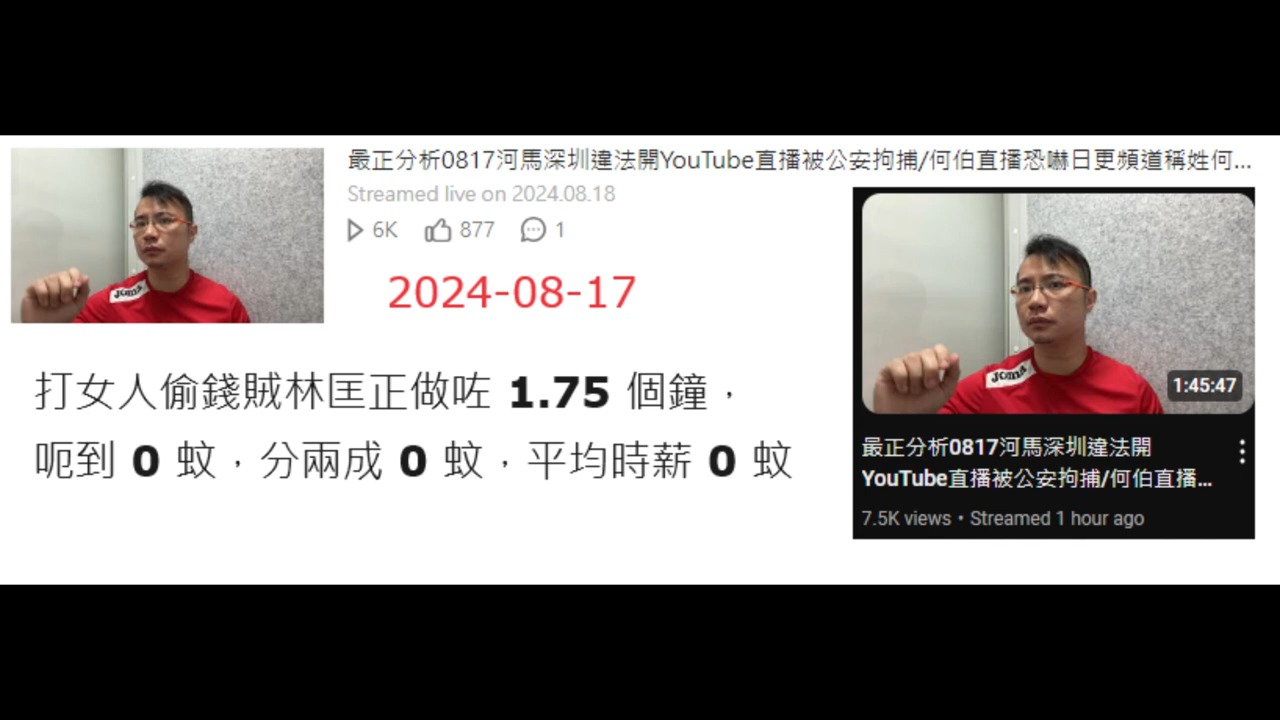 最正分析0817河馬深圳違法開YouTube直播被公安拘捕/何伯直播恐嚇日更頻道稱姓何...
Streamed live on 2024.08.18
6K 877 1
2024-08-17
打女人偷錢賊林匡正做咗 1.75 個鐘，
呃到 0 蚊，分兩成 0 蚊，平均時薪 0 蚊
Joma
Joma
1:45:47
最正分析0817河馬深圳違法開
YouTube直播被公安拘捕/何伯直播...
7.5K views • Streamed 1 hour ago